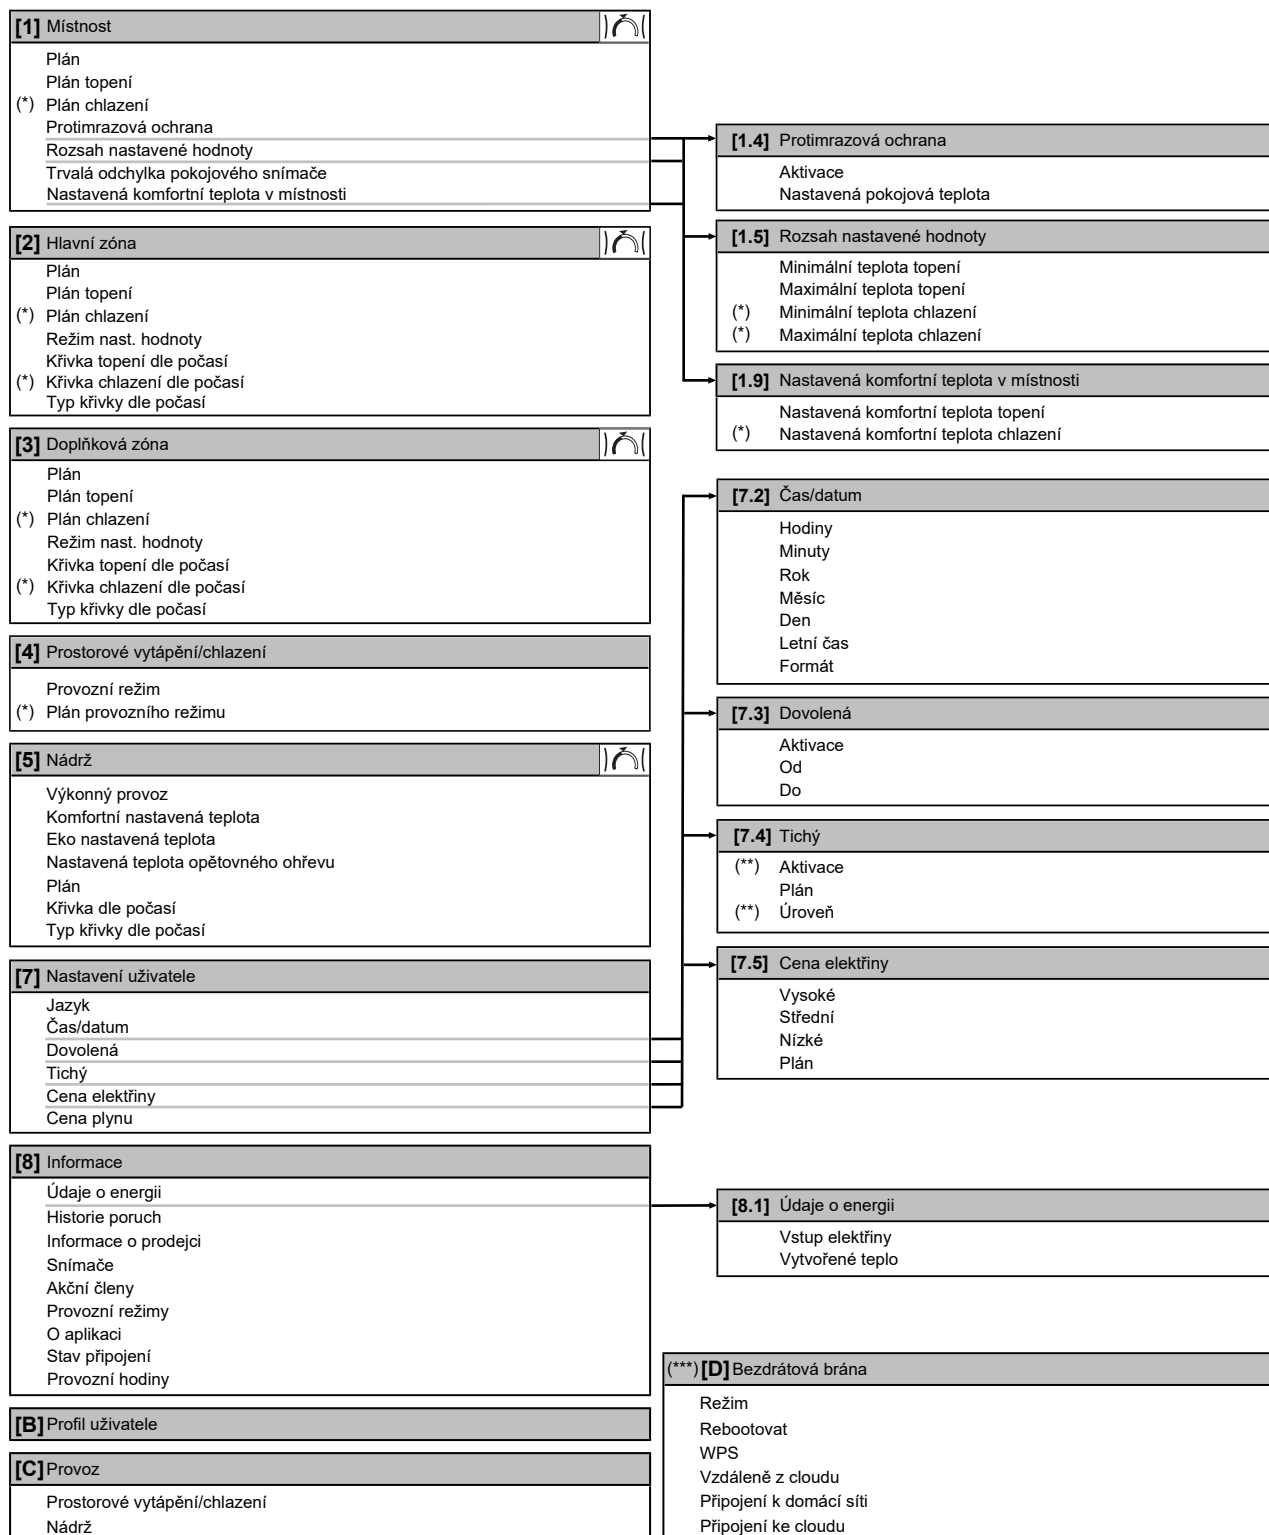 [1] Místnost
Plán
Plán topení
(*) Plán chlazení
Protimrazová ochrana
Rozsah nastavené hodnoty
Trvalá odchylka pokojového snímače
Nastavená komfortní teplota v místnosti
[1.4] Protimrazová ochrana
Aktivace
Nastavená pokojová teplota
[1.5] Rozsah nastavené hodnoty
Minimální teplota topení
Maximální teplota topení
(*) Minimální teplota chlazení
(*) Maximální teplota chlazení
[1.9] Nastavená komfortní teplota v místnosti
Nastavená komfortní teplota topení
(*) Nastavená komfortní teplota chlazení
[2] Hlavní zóna
Plán
Plán topení
(*) Plán chlazení
Režim nast. hodnoty
Křivka topení dle počasí
(*) Křivka chlazení dle počasí
Typ křivky dle počasí
[3] Doplňková zóna
Plán
Plán topení
(*) Plán chlazení
Režim nast. hodnoty
Křivka topení dle počasí
(*) Křivka chlazení dle počasí
Typ křivky dle počasí
[4] Prostorové vytápění/chlazení
Provozní režim
(*) Plán provozního režimu
[5] Nádrž
Výkonný provoz
Komfortní nastavená teplota
Eko nastavená teplota
Nastavená teplota opětovného ohřevu
Plán
Křivka dle počasí
Typ křivky dle počasí
[7] Nastavení uživatele
Jazyk
Čas/datum
Dovolená
Tichý
Cena elektřiny
Cena plynu
[7.2] Čas/datum
Hodiny
Minuty
Rok
Měsíc
Den
Letní čas
Formát
[7.3] Dovolená
Aktivace
Od
Do
[7.4] Tichý
(**) Aktivace
Plán
(**) Úroveň
[7.5] Cena elektřiny
Vysoké
Střední
Nízké
Plán
[8] Informace
Údaje o energii
Historie poruch
Informace o prodejci
Snímače
Akční členy
Provozní režimy
O aplikaci
Stav připojení
Provozní hodiny
[8.1] Údaje o energii
Vstup elektřiny
Vytvořené teplo
[B] Profil uživatele
[C] Provoz
Prostorové vytápění/chlazení
Nádrž
(***) [D] Bezdrátová brána
Režim
Rebootovat
WPS
Vzdáleně z cloudu
Připojení k domácí síti
Připojení ke cloudu